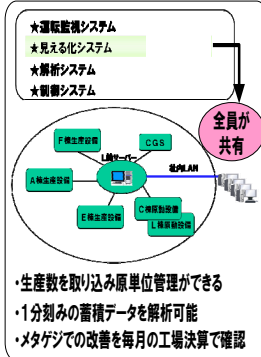 ★運転監視システム
★見える化システム
★解析システム
★制御システム
全員が
共有
L棟サーバー
F棟生産設備
CGS
社内LAN
A棟生産設備
C棟原動設備
E棟生産設備
L棟原動設備
・生産数を取り込み原単位管理ができる
・1分刻みの蓄積データを解析可能
・メタゲジでの改善を毎月の工場決算で確認